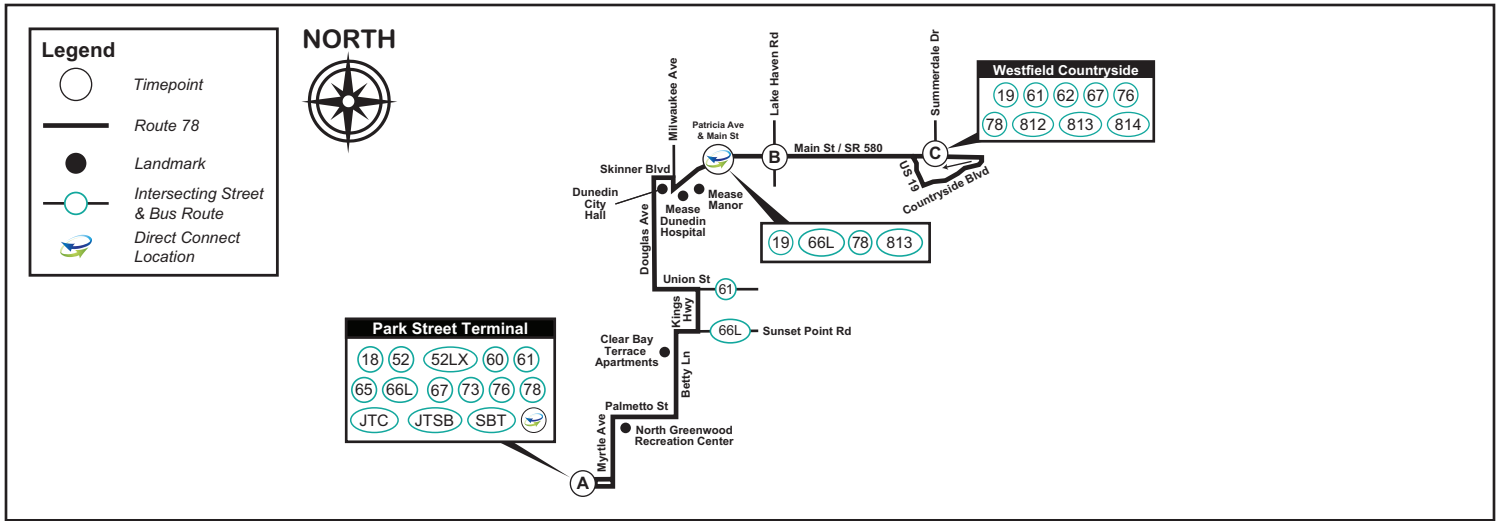 Legend
Timepoint
Route 78
Landmark
Intersecting Street
& Bus Route
Direct Connect
Location
NORTH
Milwaukee Ave
Lake Haven Rd
Summerdale Dr
Patricia Ave
& Main St
Westfield Countryside
19 61 62 67 76
78 812 813 814
B
Main St / SR 580
C
US 19
Countryside Blvd
Skinner Blvd
Dunedin
City
Hall
Mease
Manor
Mease
Dunedin
Hospital
19 66L 78 813
Douglas Ave
Union St
61
Kings
Hwy
66L Sunset Point Rd
Clear Bay
Terrace
Apartments
Betty Ln
Park Street Terminal
18 52 52LX 60 61
65 66L 67 73 76 78
JTC JTSB SBT
Palmetto St
North Greenwood
Recreation Center
Myrtle Ave
A